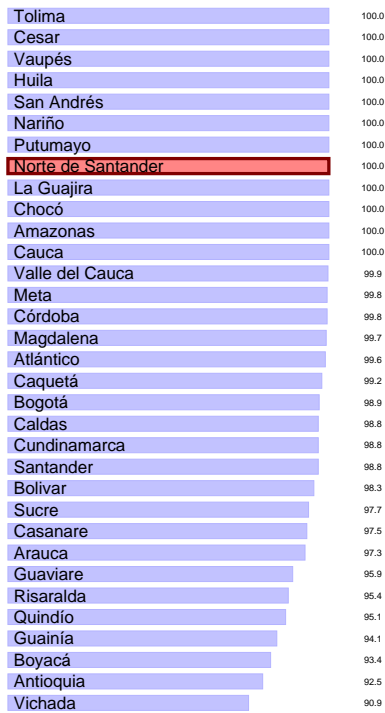 Tolima 100.0
Cesar 100.0
Vaupés 100.0
Huila 100.0
San Andrés 100.0
Nariño 100.0
Putumayo 100.0
Norte de Santander 100.0
La Guajira 100.0
Chocó 100.0
Amazonas 100.0
Cauca 100.0
Valle del Cauca 99.9
Meta 99.8
Córdoba 99.8
Magdalena 99.7
Atlántico 99.6
Caquetá 99.2
Bogotá 98.9
Caldas 98.8
Cundinamarca 98.8
Santander 98.8
Bolivar 98.3
Sucre 97.7
Casanare 97.5
Arauca 97.3
Guaviare 95.9
Risaralda 95.4
Quindío 95.1
Guainía 94.1
Boyacá 93.4
Antioquia 92.5
Vichada 90.9